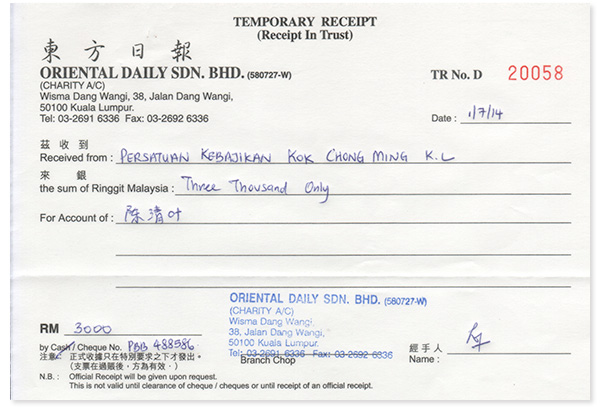 TEMPORARY RECEIPT
(Receipt In Trust)
東方日報
ORIENTAL DAILY SDN. BHD. (580727-W)
(CHARITY A/C)
Wisma Dang Wangi, 38, Jalan Dang Wangi,
50100 Kuala Lumpur.
Tel: 03-2691 6336 Fax: 03-2692 6336
TR No. D 20058
Date : 1/7/14
茲收到
Received from : PERSATUAN KEBAJIKAN KOK CHONG MING K.L
來銀
the sum of Ringgit Malaysia : Three Thousand Only
For Account of : 陈清叶
RM 3000
by Cash / Cheque No. PBB 488586
注意: 正式收據只在特別要求之下才發出。
(支票在過賬後,方為有效。)
N.B. : Official Receipt will be given upon request.
This is not valid until clearance of cheque / cheques or until receipt of an official receipt.
ORIENTAL DAILY SDN. BHD. (580727-W)
(CHARITY A/C)
Wisma Dang Wangi,
38, Jalan Dang Wangi,
50100 Kuala Lumpur.
Tel: 03-2691 6336 Fax: 03-2692 6336
Branch Chop
經手人
Name :